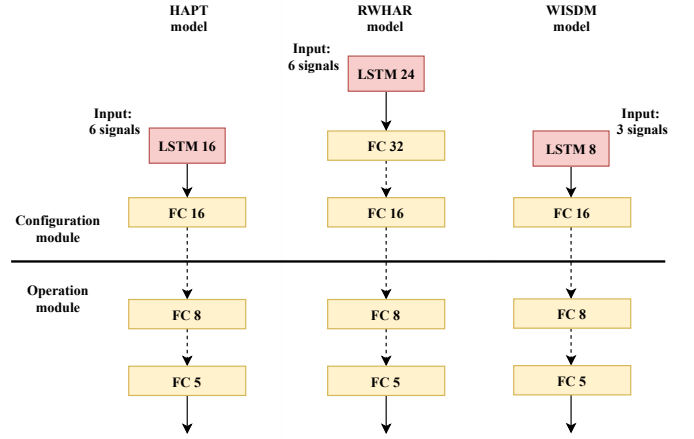 HAPT
model
RWHAR
model
WISDM
model
Input:
6 signals
LSTM 24
Input:
6 signals
LSTM 16
FC 32
Input:
3 signals
LSTM 8
Configuration
module
FC 16
FC 16
FC 16
Operation
module
FC 8
FC 8
FC 8
FC 5
FC 5
FC 5